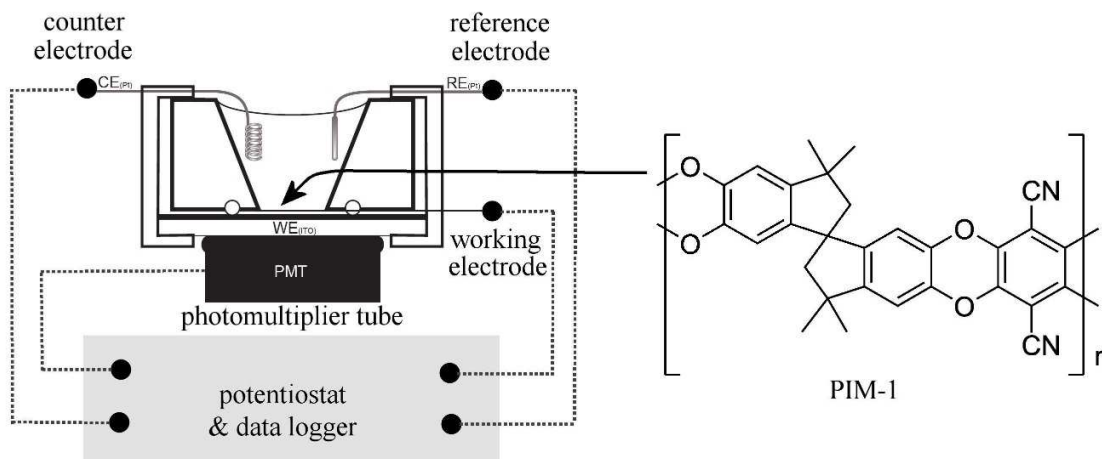 counter
electrode
reference
electrode
CE(Pt)
RE(Pt)
WE(ITO)
working
electrode
PMT
photomultiplier tube
potentiostat
& data logger
O
O
O
O
CN
CN
n
PIM-1